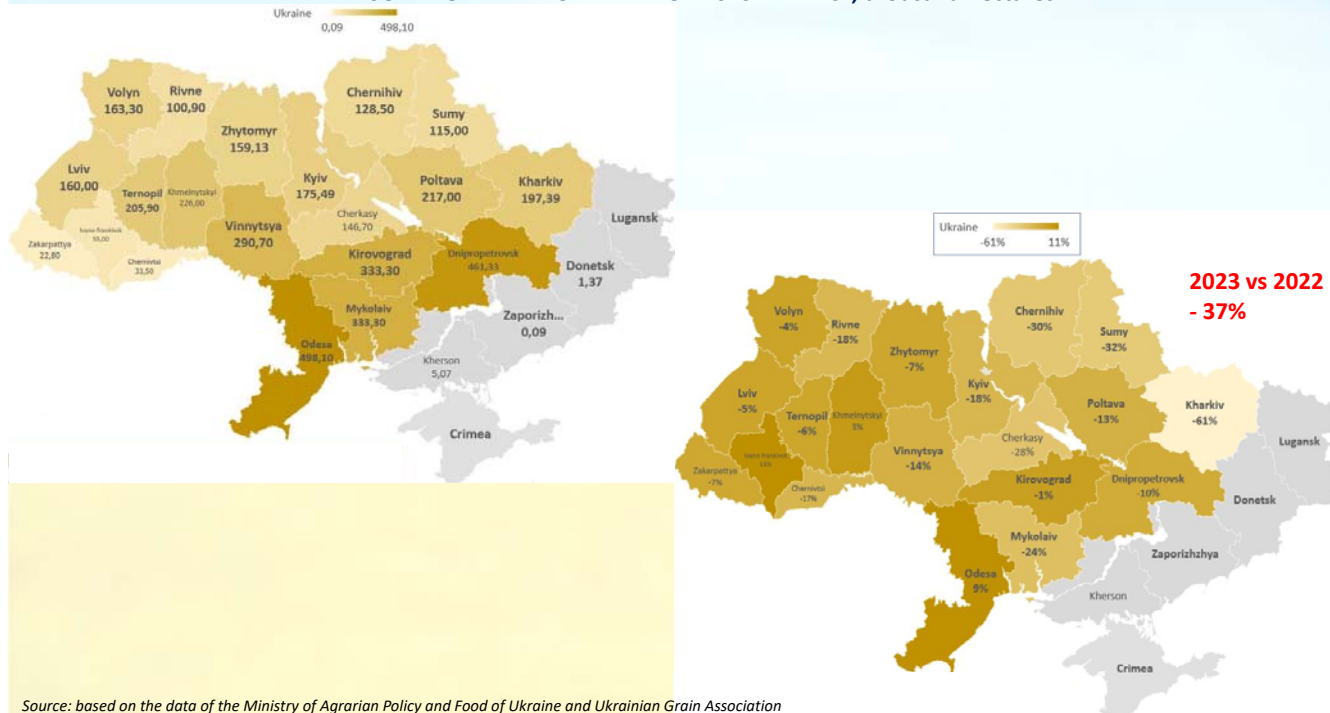 Ukraine
0,09 498,10
Volyn
163,30
Rivne
100,90
Zhytomyr
159,13
Chernihiv
128,50
Sumy
115,00
Lviv
160,00
Ternopil
205,90
Khmelnytskyi
226,00
Kyiv
175,49
Poltava
217,00
Kharkiv
197,39
Lugansk
Zakarpattya
22,80
Ivano frankivsk
Chernivtsi
33,50
Vinnytsya
290,70
Cherkasy
146,70
Kirovograd
333,30
Dnipropetrovsk
461,33
Donetsk
1,37
Mykolaiv
333,30
Zaporizh...
0,09
Odesa
498,10
Kherson
5,07
Crimea
Ukraine
-61% 11%
2023 vs 2022
- 37%
Volyn
-4%
Rivne
-18%
Zhytomyr
-7%
Chernihiv
-30%
Sumy
-32%
Lviv
-5%
Ternopil
-6%
Khmelnytskyi
3%
Kyiv
-18%
Poltava
-13%
Kharkiv
-61%
Lugansk
Zakarpattya
-7%
Ivano frankivsk
Chernivtsi
-17%
Vinnytsya
-14%
Cherkasy
-28%
Kirovograd
-1%
Dnipropetrovsk
-10%
Donetsk
Mykolaiv
-24%
Zaporizhzhya
Odesa
9%
Kherson
Crimea
Source: based on the data of the Ministry of Agrarian Policy and Food of Ukraine and Ukrainian Grain Association